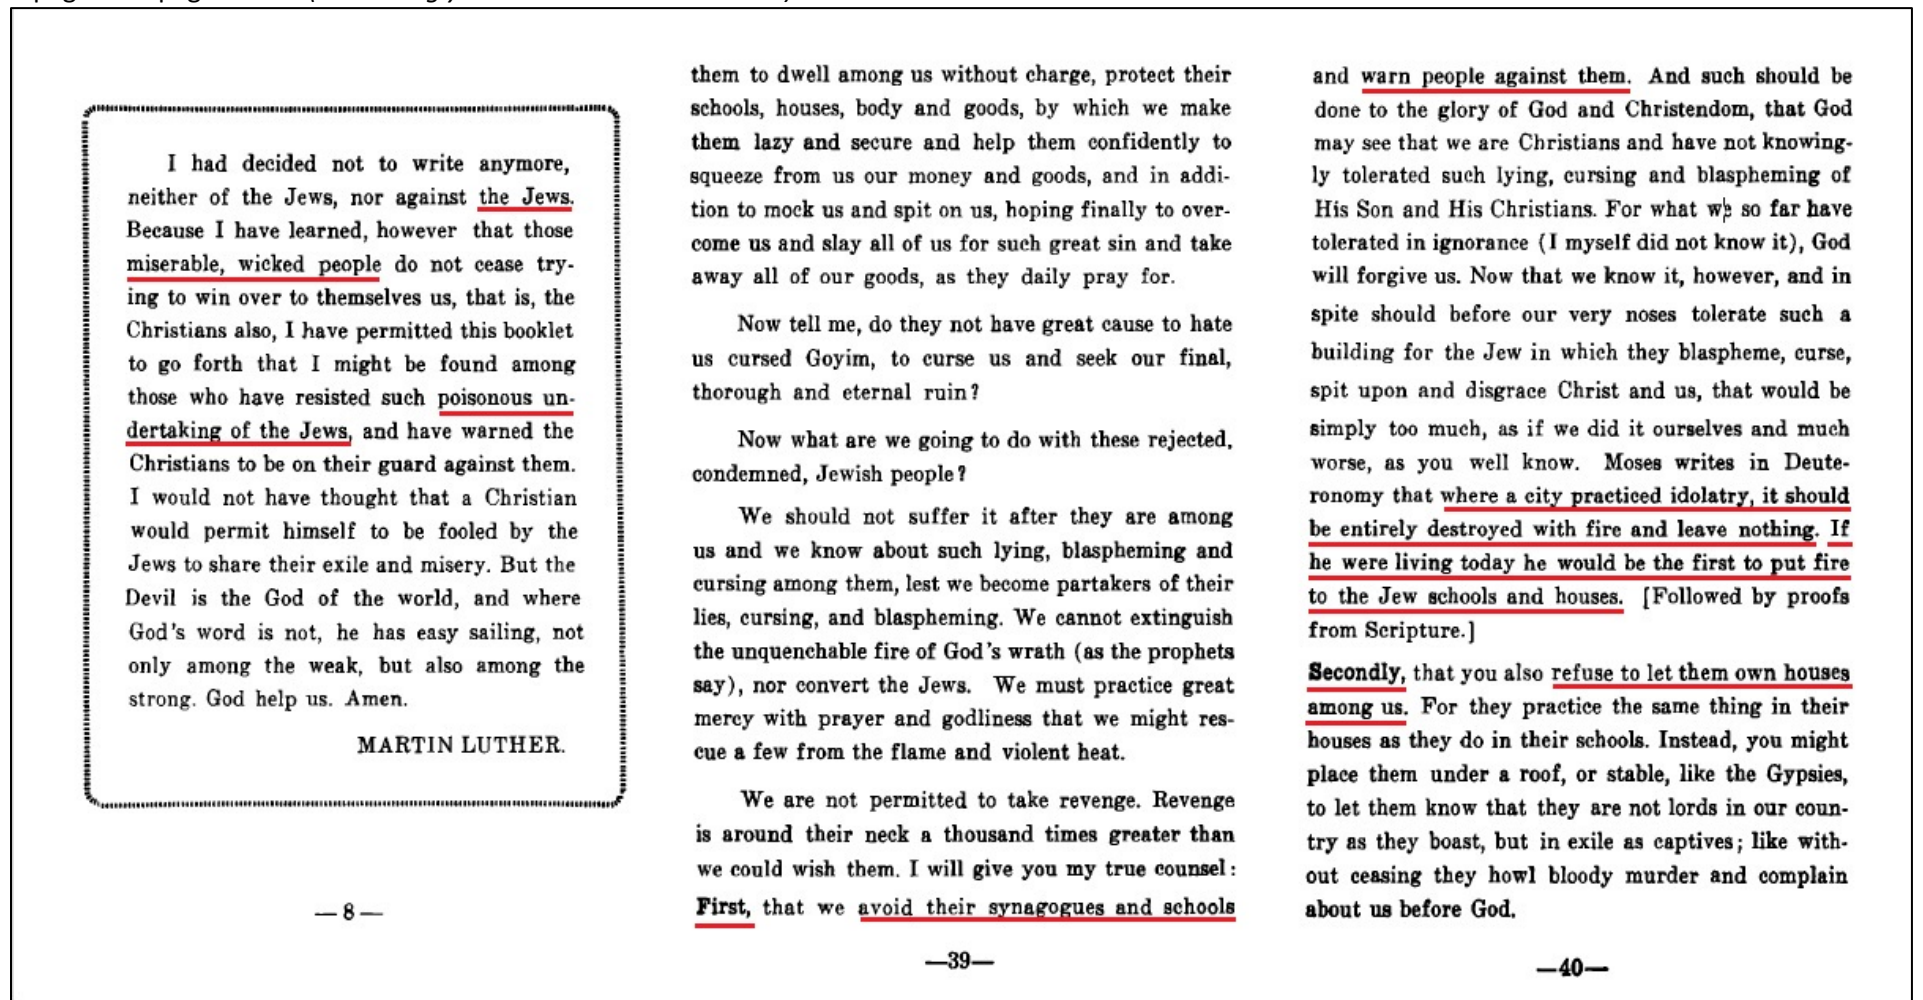 I had decided not to write anymore,
neither of the Jews, nor against the Jews.
Because I have learned, however that those
miserable, wicked people do not cease try-
ing to win over to themselves us, that is, the
Christians also, I have permitted this booklet
to go forth that I might be found among
those who have resisted such poisonous un-
dertaking of the Jews, and have warned the
Christians to be on their guard against them.
I would not have thought that a Christian
would permit himself to be fooled by the
Jews to share their exile and misery. But the
Devil is the God of the world, and where
God's word is not, he has easy sailing, not
only among the weak, but also among the
strong. God help us. Amen.
MARTIN LUTHER.
—8—
them to dwell among us without charge, protect their
schools, houses, body and goods, by which we make
them lazy and secure and help them confidently to
squeeze from us our money and goods, and in addi-
tion to mock us and spit on us, hoping finally to over-
come us and slay all of us for such great sin and take
away all of our goods, as they daily pray for.
Now tell me, do they not have great cause to hate
us cursed Goyim, to curse us and seek our final,
thorough and eternal ruin?
Now what are we going to do with these rejected,
condemned, Jewish people?
We should not suffer it after they are among
us and we know about such lying, blaspheming and
cursing among them, lest we become partakers of their
lies, cursing, and blaspheming. We cannot extinguish
the unquenchable fire of God's wrath (as the prophets
say), nor convert the Jews. We must practice great
mercy with prayer and godliness that we might res-
cue a few from the flame and violent heat.
We are not permitted to take revenge. Revenge
is around their neck a thousand times greater than
we could wish them. I will give you my true counsel:
First, that we avoid their synagogues and schools
—39—
and warn people against them. And such should be
done to the glory of God and Christendom, that God
may see that we are Christians and have not knowing-
ly tolerated such lying, cursing and blaspheming of
His Son and His Christians. For what we so far have
tolerated in ignorance (I myself did not know it), God
will forgive us. Now that we know it, however, and in
spite should before our very noses tolerate such a
building for the Jew in which they blaspheme, curse,
spit upon and disgrace Christ and us, that would be
simply too much, as if we did it ourselves and much
worse, as you well know. Moses writes in Deute-
ronomy that where a city practiced idolatry, it should
be entirely destroyed with fire and leave nothing. If
he were living today he would be the first to put fire
to the Jew schools and houses. [Followed by proofs
from Scripture.]
Secondly, that you also refuse to let them own houses
among us. For they practice the same thing in their
houses as they do in their schools. Instead, you might
place them under a roof, or stable, like the Gypsies,
to let them know that they are not lords in our coun-
try as they boast, but in exile as captives; like with-
out ceasing they howl bloody murder and complain
about us before God.
—40—